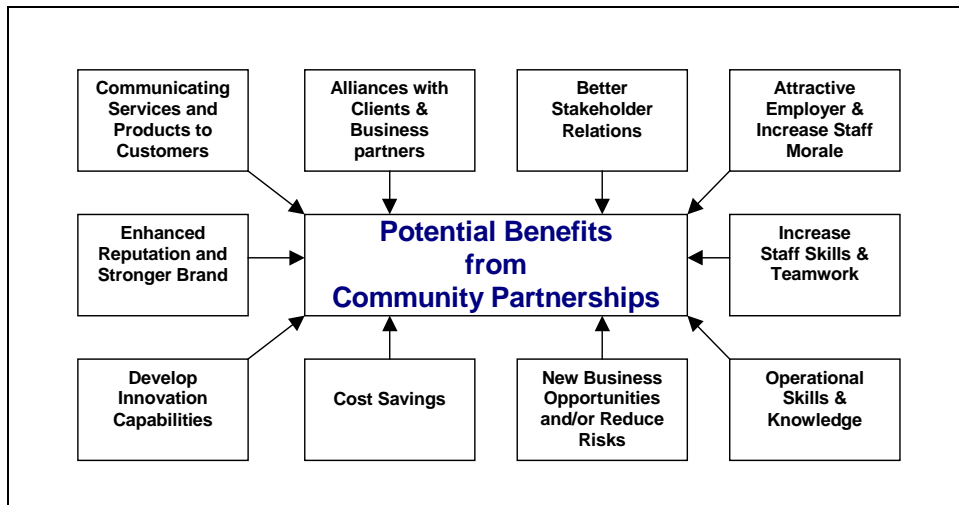 Communicating
Services and
Products to
Customers
Alliances with
Clients &
Business
partners
Better
Stakeholder
Relations
Attractive
Employer &
Increase Staff
Morale
Enhanced
Reputation and
Stronger Brand
Potential Benefits
from
Community Partnerships
Increase
Staff Skills &
Teamwork
Develop
Innovation
Capabilities
Cost Savings
New Business
Opportunities
and/or Reduce
Risks
Operational
Skills &
Knowledge